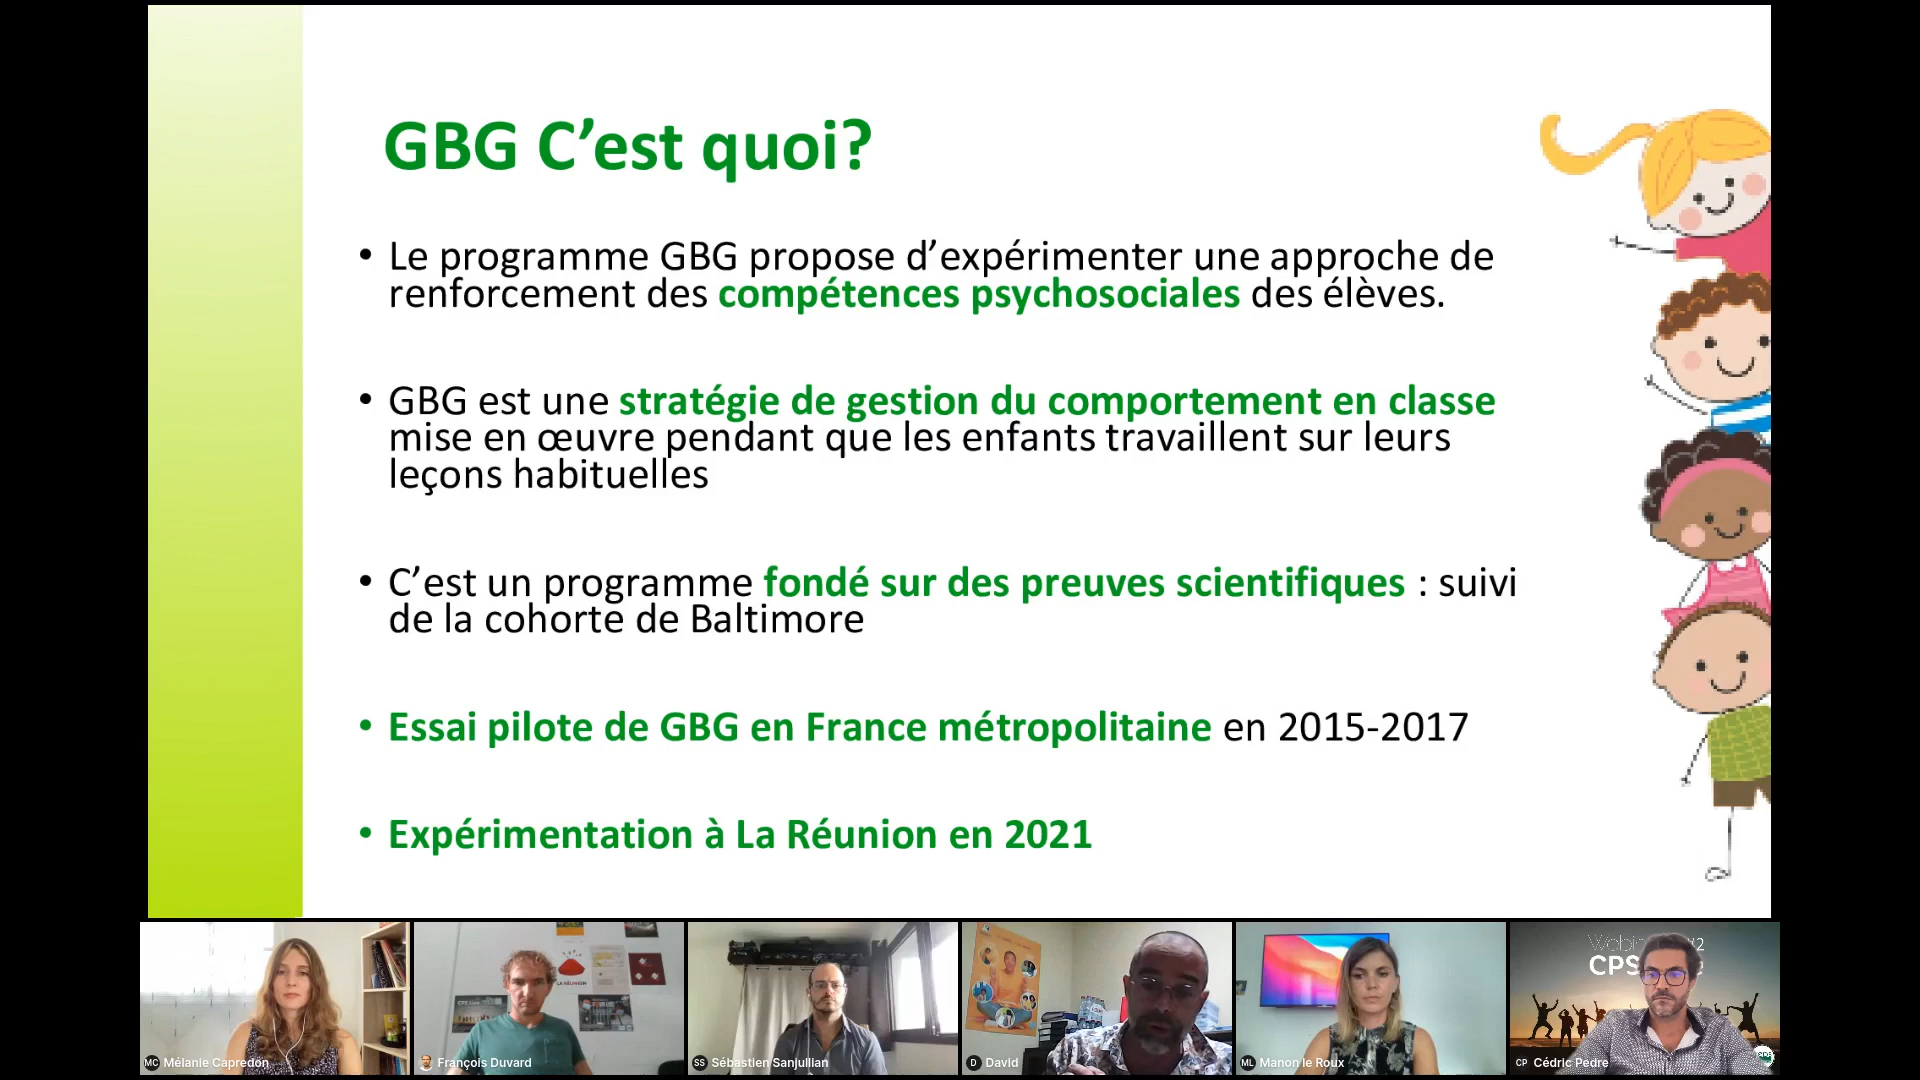 GBG C’est quoi?
• Le programme GBG propose d’expérimenter une approche de
renforcement des compétences psychosociales des élèves.
• GBG est une stratégie de gestion du comportement en classe
mise en œuvre pendant que les enfants travaillent sur leurs
leçons habituelles
• C’est un programme fondé sur des preuves scientifiques : suivi
de la cohorte de Baltimore
• Essai pilote de GBG en France métropolitaine en 2015-2017
• Expérimentation à La Réunion en 2021
MC Mélanie Capredon
LA RÉUNION
François Duvard
SS Sébastien Sanjullian
D David
ML Manon le Roux
CPS
CP Cédric Pedre